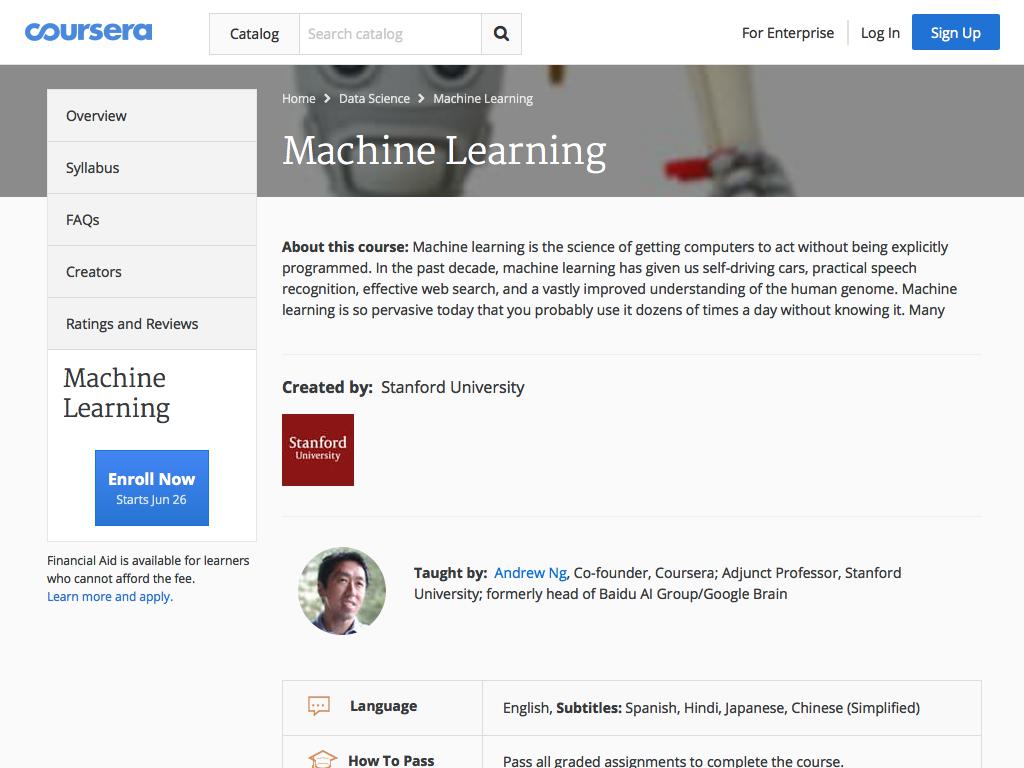 coursera
Catalog
Search catalog
For Enterprise
Log In
Sign Up
Overview
Syllabus
FAQs
Creators
Ratings and Reviews
Machine
Learning
Enroll Now
Starts Jun 26
Financial Aid is available for learners
who cannot afford the fee.
Learn more and apply.
Home > Data Science > Machine Learning
Machine Learning
About this course: Machine learning is the science of getting computers to act without being explicitly
programmed. In the past decade, machine learning has given us self-driving cars, practical speech
recognition, effective web search, and a vastly improved understanding of the human genome. Machine
learning is so pervasive today that you probably use it dozens of times a day without knowing it. Many
Created by: Stanford University
Stanford
University
Taught by: Andrew Ng, Co-founder, Coursera; Adjunct Professor, Stanford
University; formerly head of Baidu AI Group/Google Brain
Language
English, Subtitles: Spanish, Hindi, Japanese, Chinese (Simplified)
How To Pass
Pass all graded assignments to complete the course.